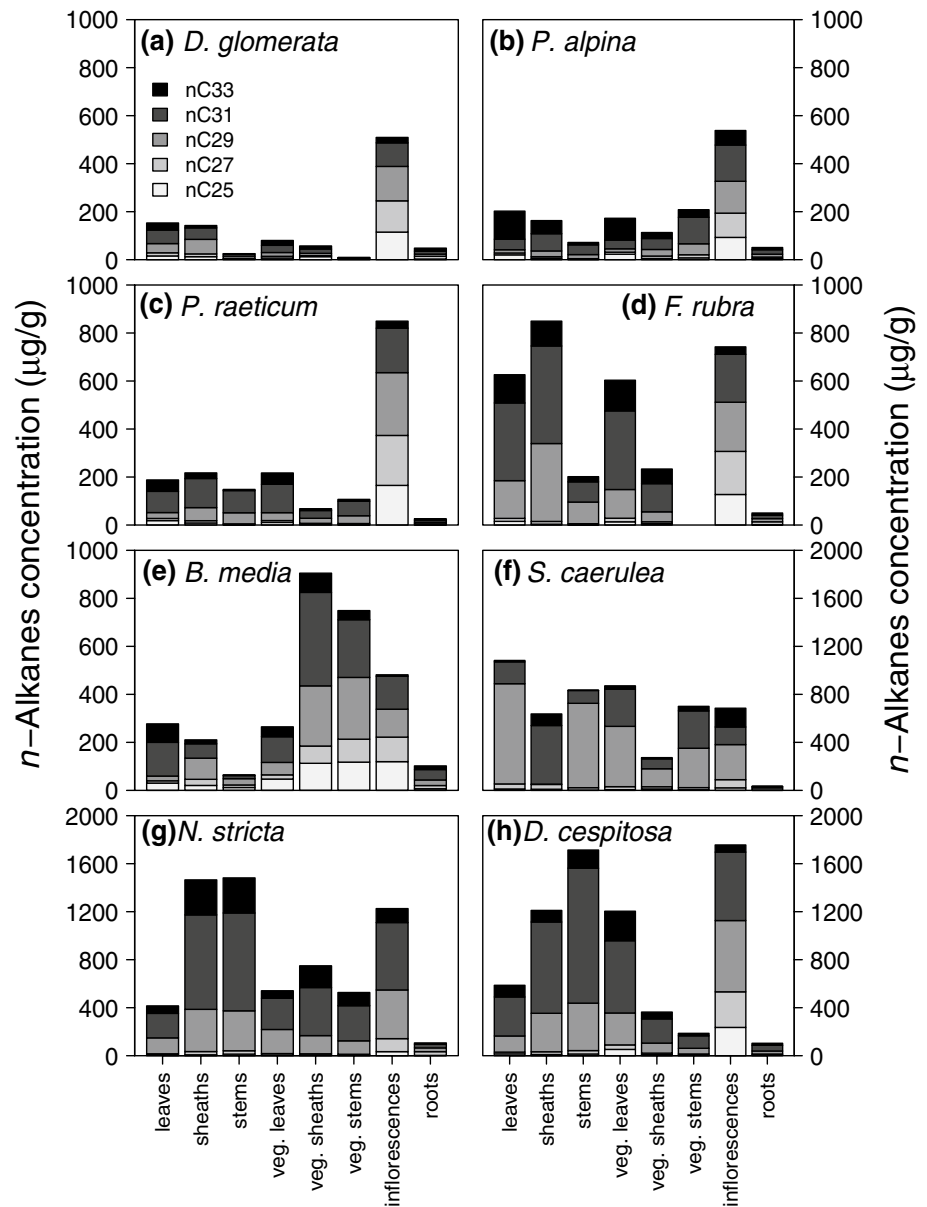 1000
800
600
400
200
0
(a) D. glomerata
nC33
nC31
nC29
nC27
nC25
(b) P. alpina
1000
800
600
400
200
0
1000
800
600
400
200
0
(c) P. raeticum
(d) F. rubra
1000
800
600
400
200
0
1000
800
600
400
200
0
(e) B. media
(f) S. caerulea
2000
1600
1200
800
400
0
2000
1600
1200
800
400
0
(g) N. stricta
(h) D. cespitosa
2000
1600
1200
800
400
0
n−Alkanes concentration (μg/g)
n−Alkanes concentration (μg/g)
leaves
sheaths
stems
veg. leaves
veg. sheaths
veg. stems
inflorescences
roots
leaves
sheaths
stems
veg. leaves
veg. sheaths
veg. stems
inflorescences
roots